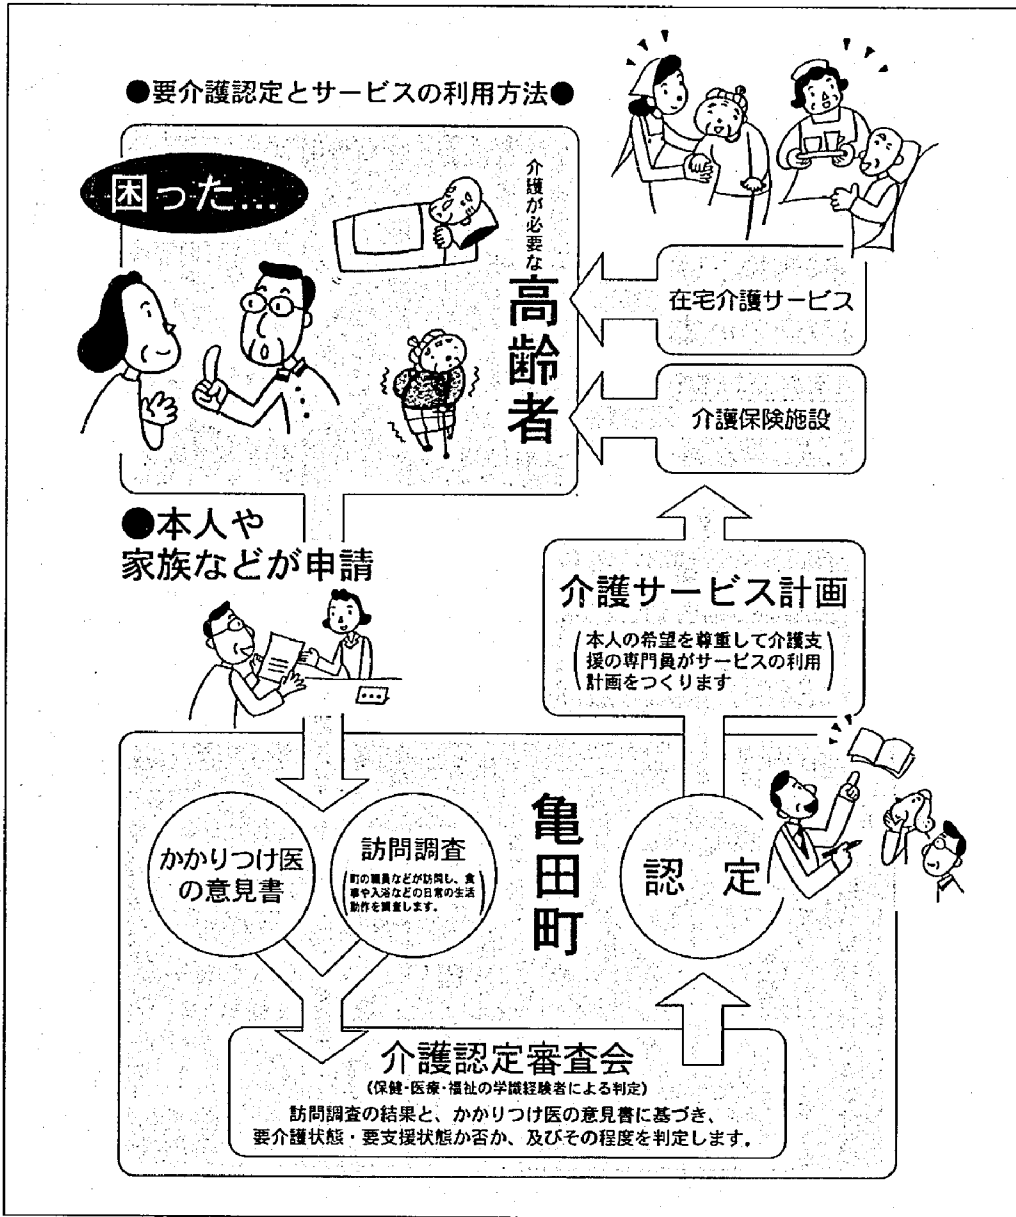 ●要介護認定とサービスの利用方法●
困った…
介護が必要な
高齢者
在宅介護サービス
介護保険施設
●本人や
家族などが申請
介護サービス計画
(本人の希望を尊重して介護支
援の専門員がサービスの利用
計画をつくります)
亀田町
かかりつけ医
の意見書
訪問調査
(町の職員などが訪問し、食
事や入浴などの日常の生活
動作を調査します。)
認定
介護認定審査会
(保健・医療・福祉の学識経験者による判定)
訪問調査の結果と、かかりつけ医の意見書に基づき、
要介護状態・要支援状態か否か、及びその程度を判定します。